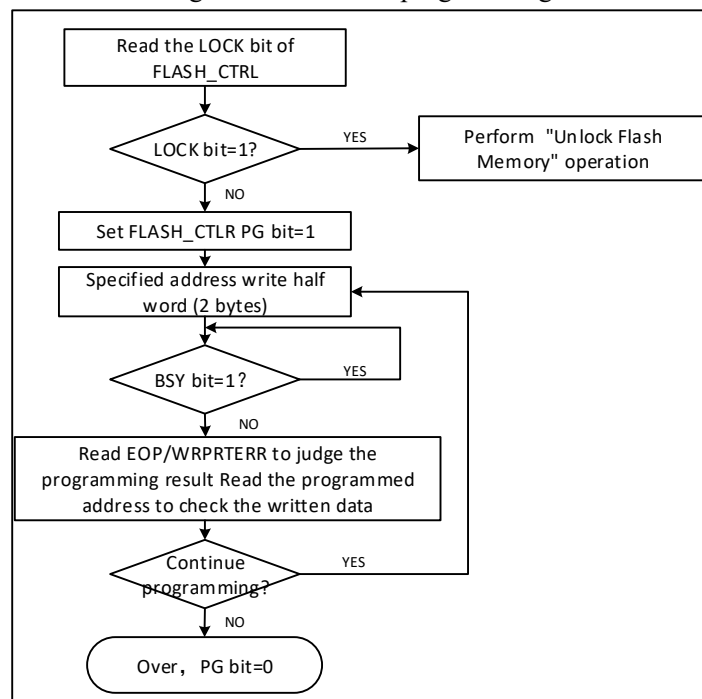 Read the LOCK bit of
FLASH_CTRL
LOCK bit=1?
YES
Perform "Unlock Flash
Memory" operation
NO
Set FLASH_CTLR PG bit=1
Specified address write half
word (2 bytes)
BSY bit=1?
YES
NO
Read EOP/WRPRTERR to judge the
programming result Read the programmed
address to check the written data
Continue
programming?
YES
NO
Over, PG bit=0